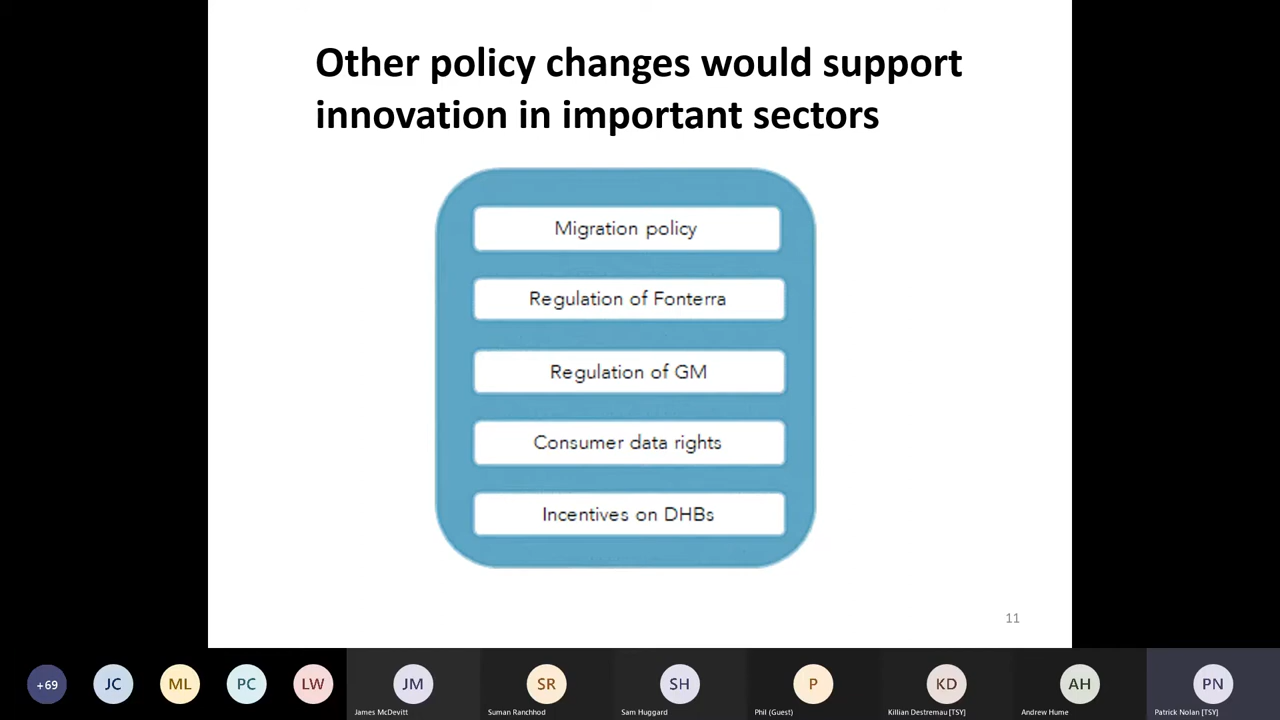 Other policy changes would support
innovation in important sectors
Migration policy
Regulation of Fonterra
Regulation of GM
Consumer data rights
Incentives on DHBs
11
+69
JC
ML
PC
LW
JM
James McDevitt
SR
Suman Ranchhod
SH
Sam Huggard
P
Phil (Guest)
KD
Killian Destremau [TSY]
AH
Andrew Hume
PN
Patrick Nolan [TSY]